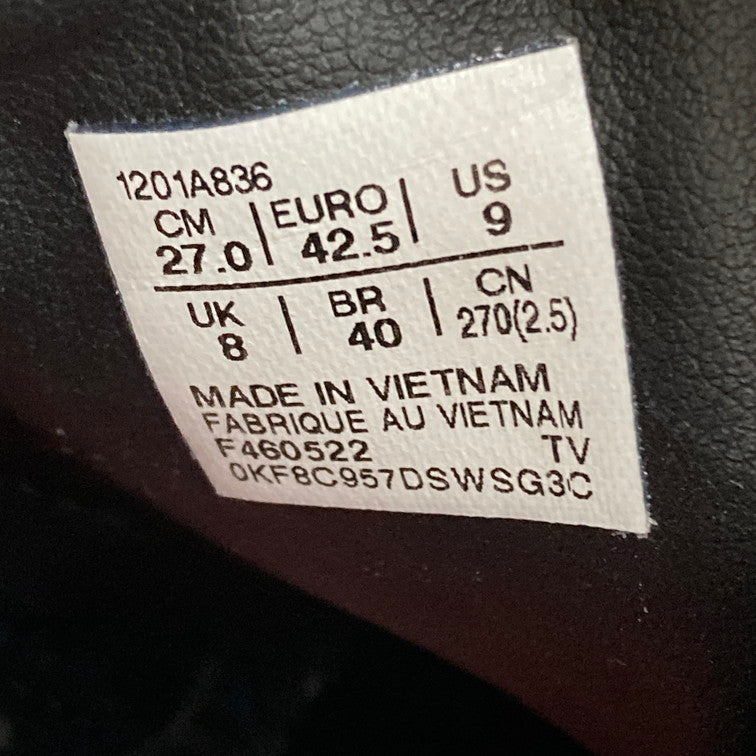 1201A836
CM | EURO | US
27.0 | 42.5 | 9
UK | BR | CN
8 | 40 | 270(2.5)
MADE IN VIETNAM
FABRIQUE AU VIETNAM
F460522 TV
0KF8C957DSWSG3C